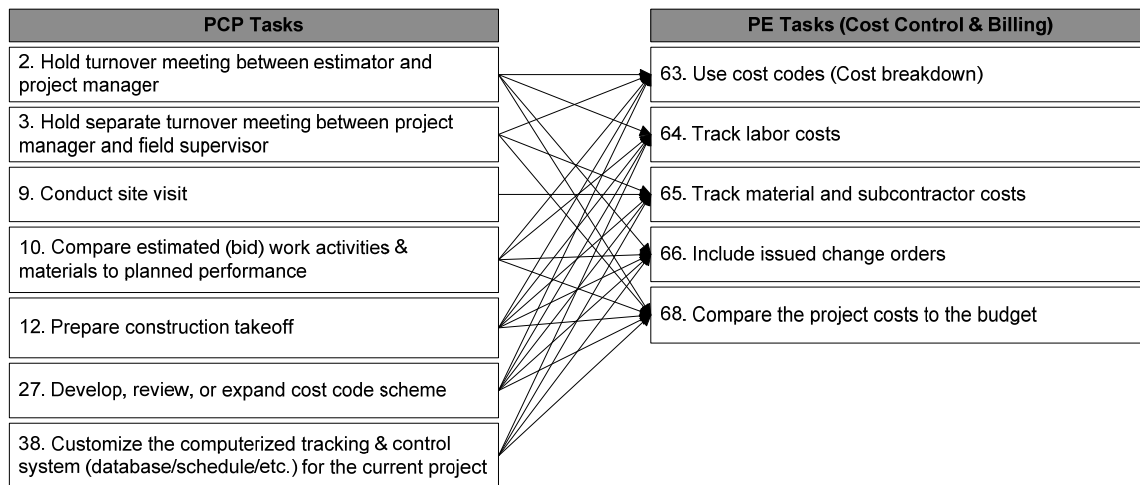 PCP Tasks
2. Hold turnover meeting between estimator and
project manager
3. Hold separate turnover meeting between project
manager and field supervisor
9. Conduct site visit
10. Compare estimated (bid) work activities &
materials to planned performance
12. Prepare construction takeoff
27. Develop, review, or expand cost code scheme
38. Customize the computerized tracking & control
system (database/schedule/etc.) for the current project
PE Tasks (Cost Control & Billing)
63. Use cost codes (Cost breakdown)
64. Track labor costs
65. Track material and subcontractor costs
66. Include issued change orders
68. Compare the project costs to the budget